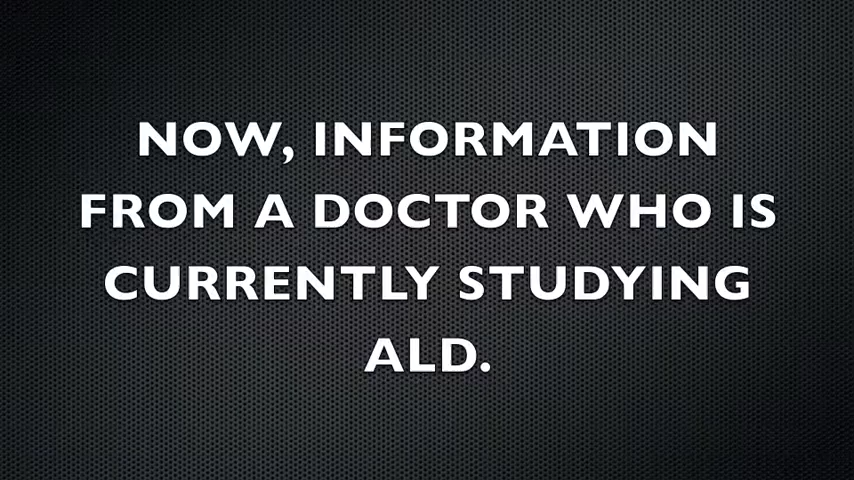 NOW, INFORMATION
FROM A DOCTOR WHO IS
CURRENTLY STUDYING
ALD.